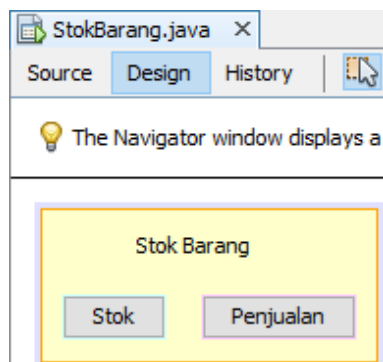 StokBarang.java
Source Design History
The Navigator window displays a
Stok Barang
Stok Penjualan